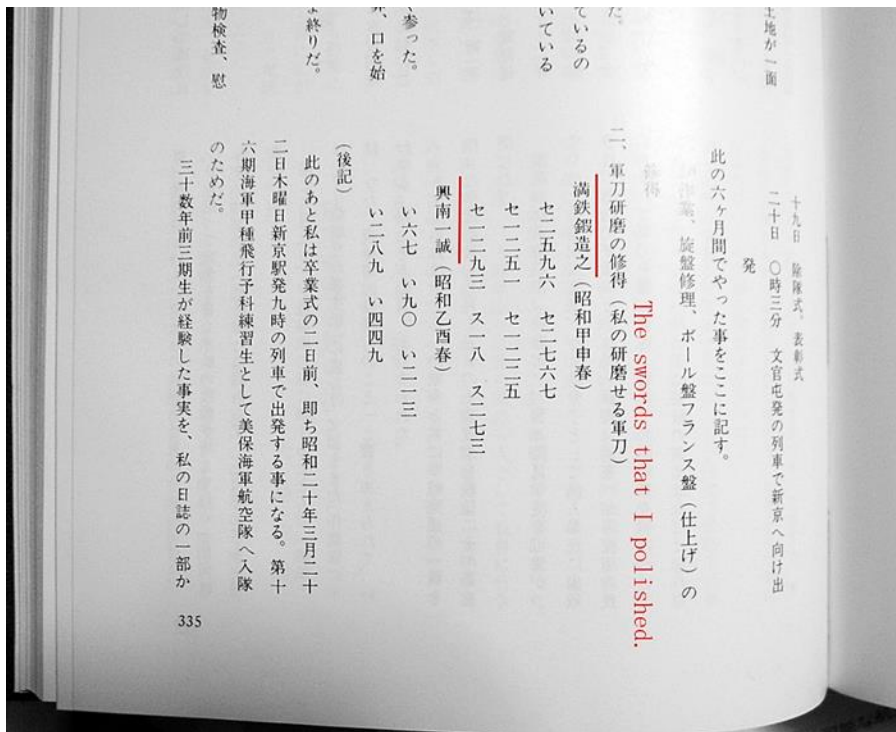 地が一面
だ。
ているの
いている
参った。
、口を始
終りだ。
物検査、慰
十九日　除隊式。表彰式
二十日　〇時三分　文官屯発の列車で新京へ向け出
発
此の六ヶ月間でやった事をここに記す。
作業、旋盤修理、ボール盤フランス盤（仕上げ）の
修得
The swords that I polished.
二、軍刀研磨の修得（私の研磨せる軍刀）
満鉄鍛造之（昭和甲申春）
セ二五九六　セ二七六七
セ一二五一　セ一二二五
セ一二九三　ス一八　ス二七三
興南一誠（昭和乙酉春）
い六七　い九〇　い二一三
い二八九　い四四九
（後記）
此のあと私は卒業式の二日前、即ち昭和二十年三月二十
二日木曜日新京駅発九時の列車で出発する事になる。第十
六期海軍甲種飛行予科練習生として美保海軍航空隊へ入隊
のためだ。
三十数年前三期生が経験した事実を、私の日誌の一部か
335